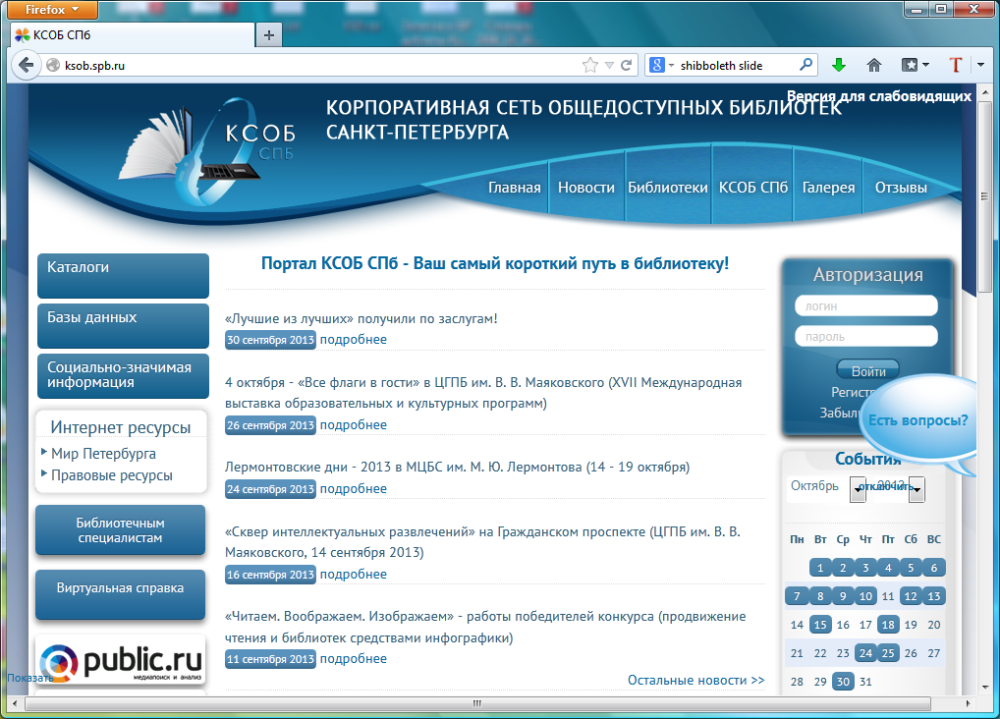 Firefox
КСОБ СПб
ksob.spb.ru
shibboleth slide
Версия для слабовидящих
КСОБ
СПБ
КОРПОРАТИВНАЯ СЕТЬ ОБЩЕДОСТУПНЫХ БИБЛИОТЕК
САНКТ-ПЕТЕРБУРГА
Главная
Новости
Библиотеки
КСОБ СПб
Галерея
Отзывы
Каталоги
Базы данных
Социально-значимая
информация
Интернет ресурсы
Мир Петербурга
Правовые ресурсы
Библиотечным
специалистам
Виртуальная справка
public.ru
медиапоиск и анализ
Показать
Портал КСОБ СПб - Ваш самый короткий путь в библиотеку!
«Лучшие из лучших» получили по заслугам!
30 сентября 2013 подробнее
4 октября - «Все флаги в гости» в ЦГПБ им. В. В. Маяковского (XVII Международная
выставка образовательных и культурных программ)
26 сентября 2013 подробнее
Лермонтовские дни - 2013 в МЦБС им. М. Ю. Лермонтова (14 - 19 октября)
24 сентября 2013 подробнее
«Сквер интеллектуальных развлечений» на Гражданском проспекте (ЦГПБ им. В. В.
Маяковского, 14 сентября 2013)
16 сентября 2013 подробнее
«Читаем. Воображаем. Изображаем» - работы победителей конкурса (продвижение
чтения и библиотек средствами инфографики)
11 сентября 2013 подробнее
Остальные новости >>
Авторизация
логин
пароль
Войти
Регист
Забыл
Есть вопросы?
События
Октябрь 2013
отключить
Пн Вт Ср Чт Пт Сб ВС
1 2 3 4 5 6
7 8 9 10 11 12 13
14 15 16 17 18 19 20
21 22 23 24 25 26 27
28 29 30 31